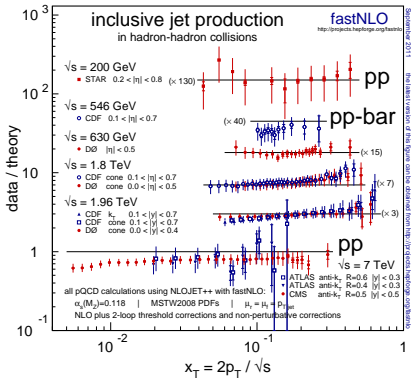 inclusive jet production
in hadron-hadron collisions
fastNLO
http://projects.hepforge.org/fastnlo
September 2011
the latest version of this figure can be obtained from http://projects.hepforge.org/fastnlo
data / theory
10³
10²
10
1
10⁻¹
√s = 200 GeV
STAR 0.2 < |η| < 0.8
(× 130)
pp
√s = 546 GeV
CDF 0.1 < |η| < 0.7
(× 40)
pp-bar
√s = 630 GeV
DØ |η| < 0.5
(× 15)
√s = 1.8 TeV
CDF cone 0.1 < |η| < 0.7
DØ cone 0.0 < |η| < 0.5
(× 7)
√s = 1.96 TeV
CDF k_T 0.1 < |y| < 0.7
CDF cone 0.1 < |y| < 0.7
DØ cone 0.0 < |y| < 0.4
(× 3)
pp
√s = 7 TeV
ATLAS anti-k_T R=0.6 |y| < 0.3
ATLAS anti-k_T R=0.4 |y| < 0.3
CMS anti-k_T R=0.5 |y| < 0.5
all pQCD calculations using NLOJET++ with fastNLO:
α_s(M_Z)=0.118 | MSTW2008 PDFs | μ_r = μ_f = p_T jet
NLO plus 2-loop threshold corrections and non-perturbative corrections
10⁻² 10⁻¹ 1
x_T = 2p_T / √s